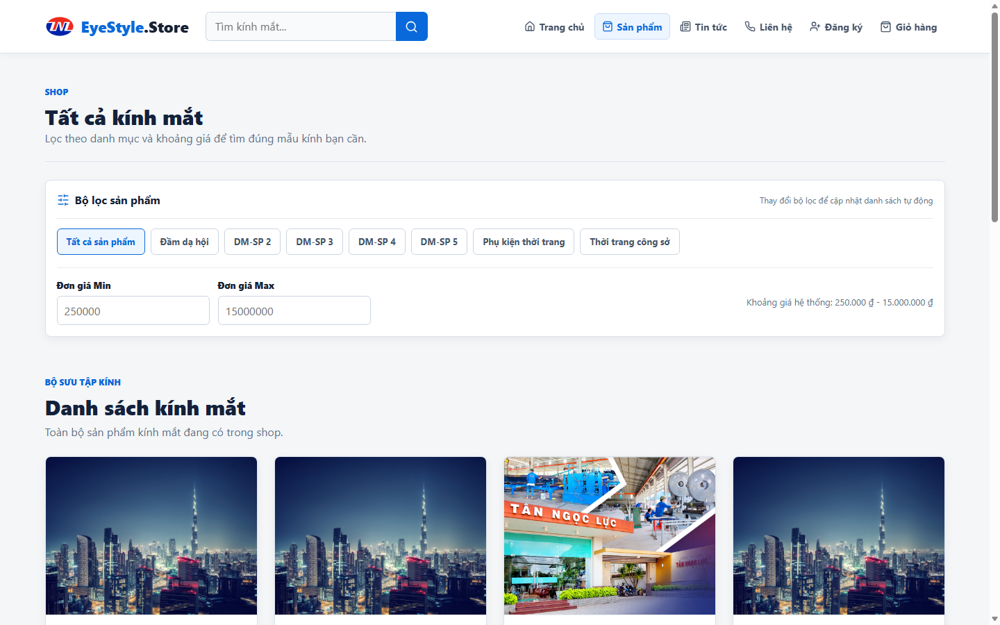 TNL EyeStyle.Store
Tìm kính mắt...
Trang chủ
Sản phẩm
Tin tức
Liên hệ
Đăng ký
Giỏ hàng
SHOP
Tất cả kính mắt
Lọc theo danh mục và khoảng giá để tìm đúng mẫu kính bạn cần.
Bộ lọc sản phẩm
Thay đổi bộ lọc để cập nhật danh sách tự động
Tất cả sản phẩm
Đầm dạ hội
DM-SP 2
DM-SP 3
DM-SP 4
DM-SP 5
Phụ kiện thời trang
Thời trang công sở
Đơn giá Min
Đơn giá Max
250000
15000000
Khoảng giá hệ thống: 250.000 ₫ - 15.000.000 ₫
BỘ SƯU TẬP KÍNH
Danh sách kính mắt
Toàn bộ sản phẩm kính mắt đang có trong shop.
TÂN NGỌC LỰC
TÂN NGỌC LỰC